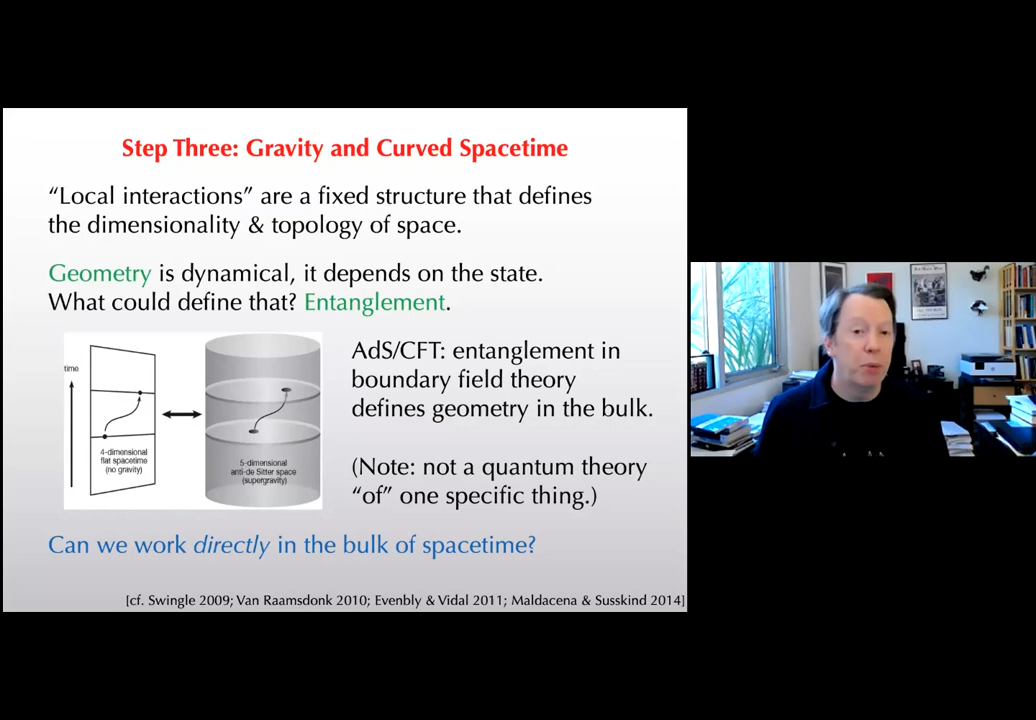 Step Three: Gravity and Curved Spacetime
“Local interactions” are a fixed structure that defines
the dimensionality & topology of space.
Geometry is dynamical, it depends on the state.
What could define that? Entanglement.
time
4-dimensional
flat spacetime
(no gravity)
5-dimensional
anti-de Sitter space
(supergravity)
AdS/CFT: entanglement in
boundary field theory
defines geometry in the bulk.
(Note: not a quantum theory
“of” one specific thing.)
Can we work directly in the bulk of spacetime?
[cf. Swingle 2009; Van Raamsdonk 2010; Evenbly & Vidal 2011; Maldacena & Susskind 2014]